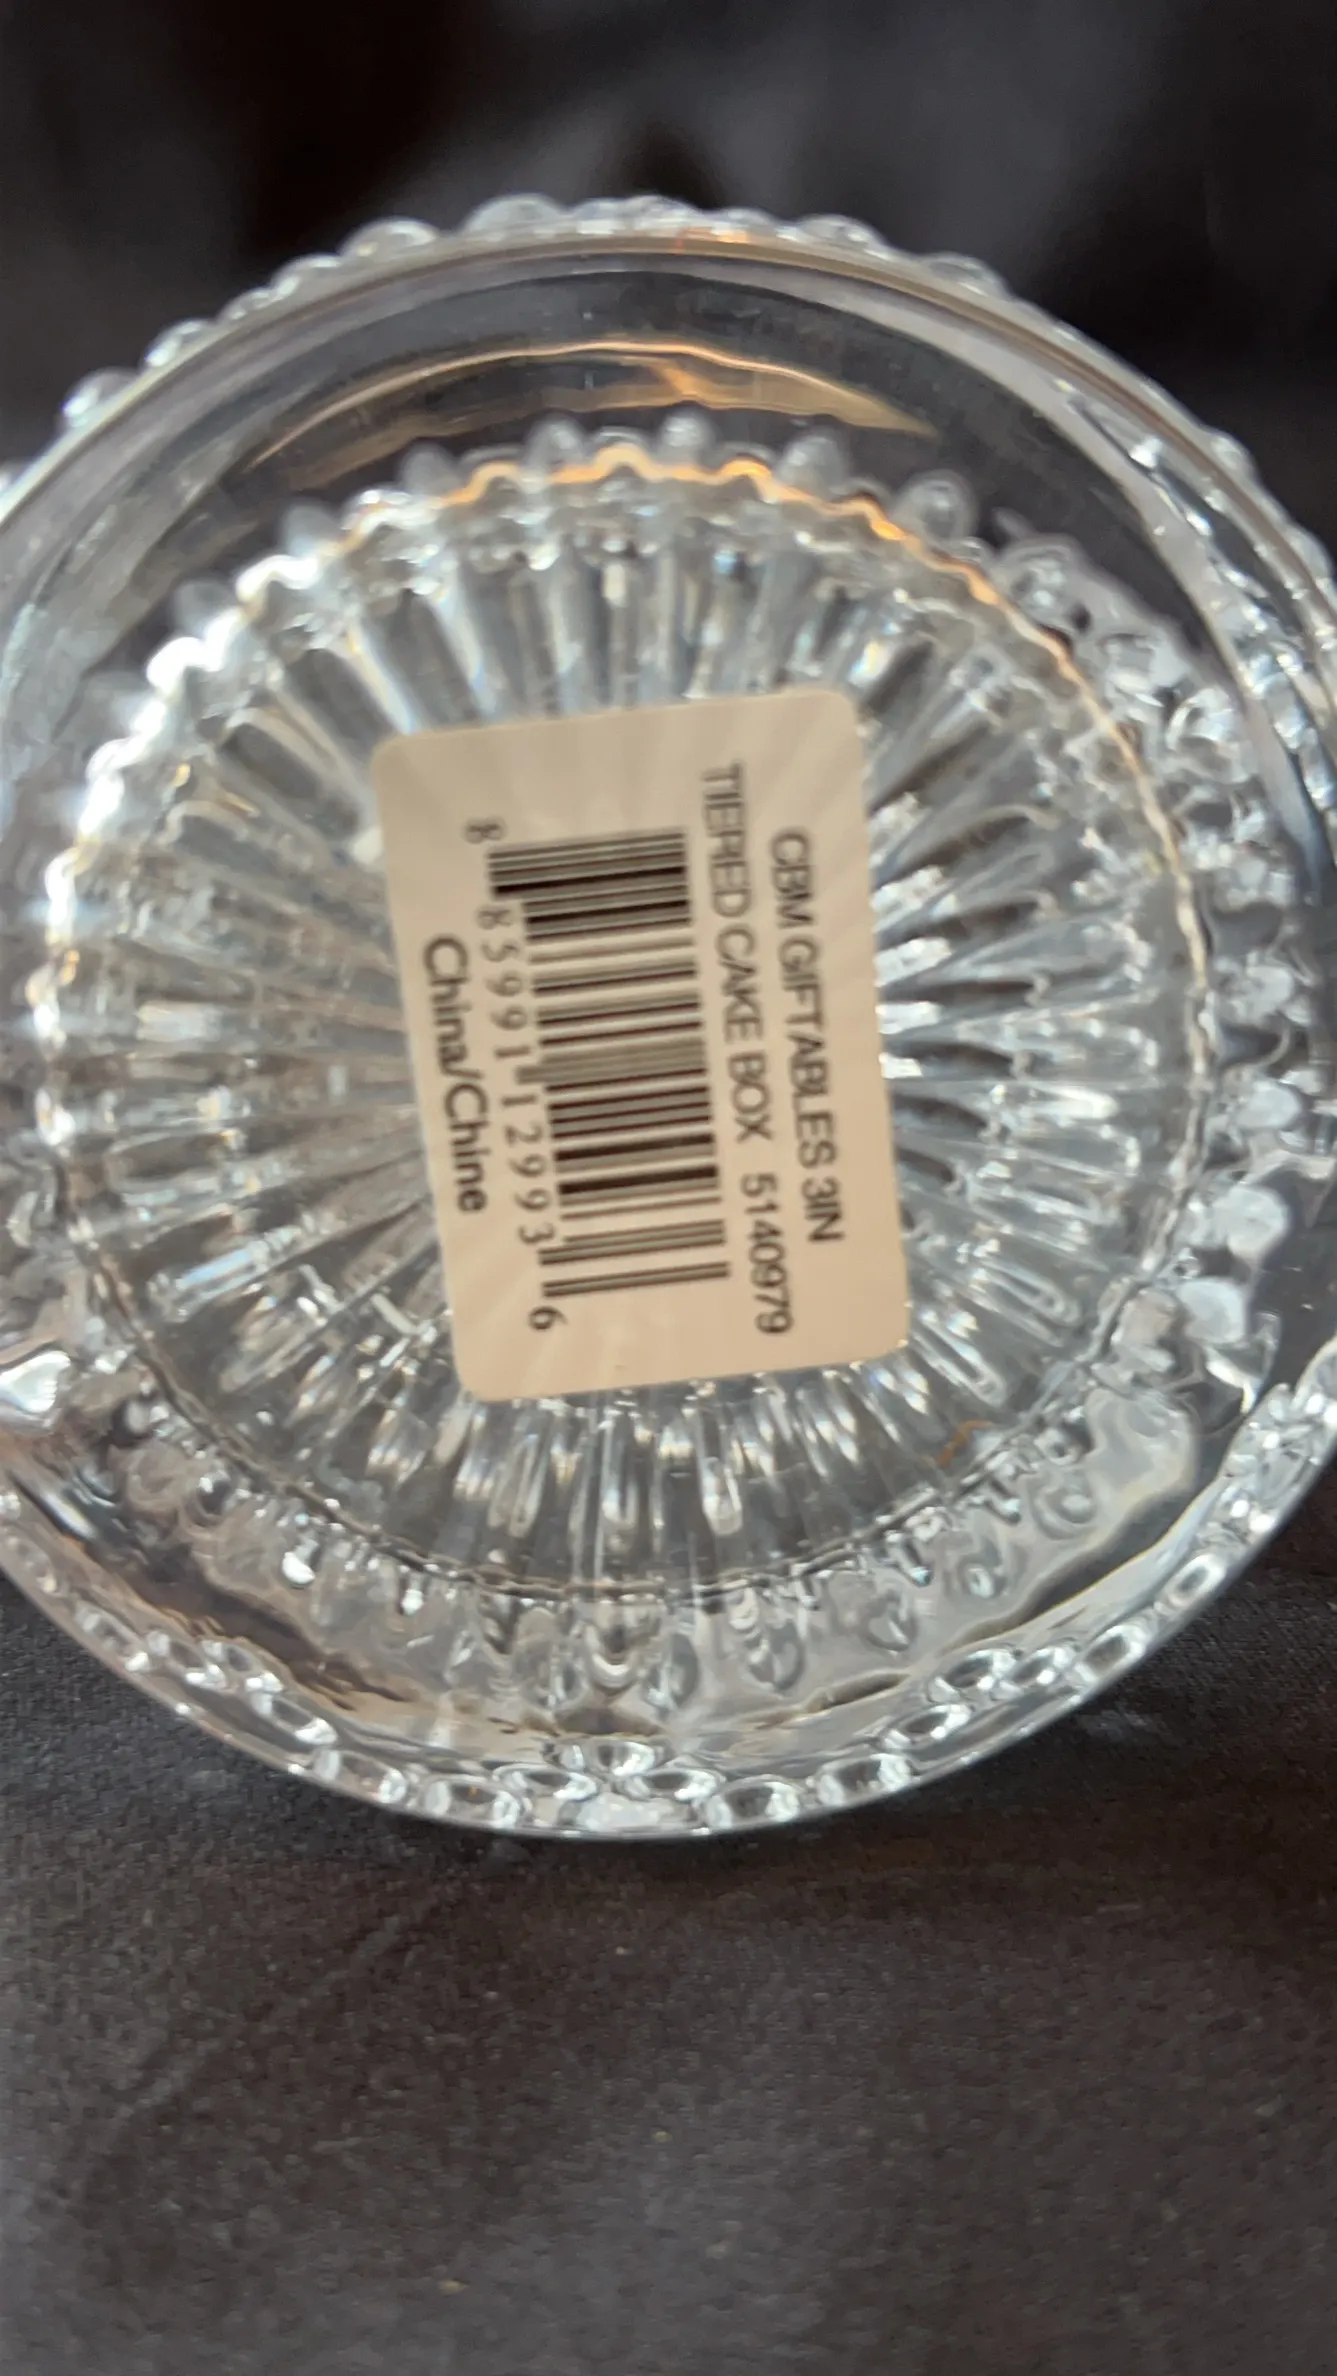 CBM GIFTABLES 3IN
TIERED CAKE BOX 5140979
8 85991 12993 6
China/Chine